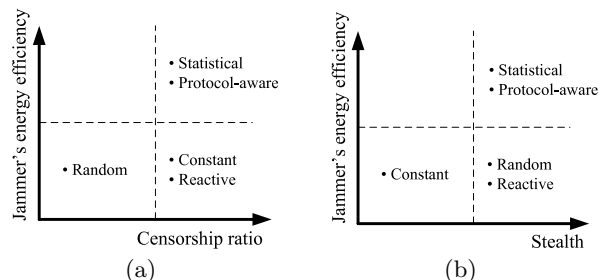 Jammer's energy efficiency
• Statistical
• Protocol-aware
• Random
• Constant
• Reactive
Censorship ratio
(a)
Jammer's energy efficiency
• Statistical
• Protocol-aware
• Constant
• Random
• Reactive
Stealth
(b)